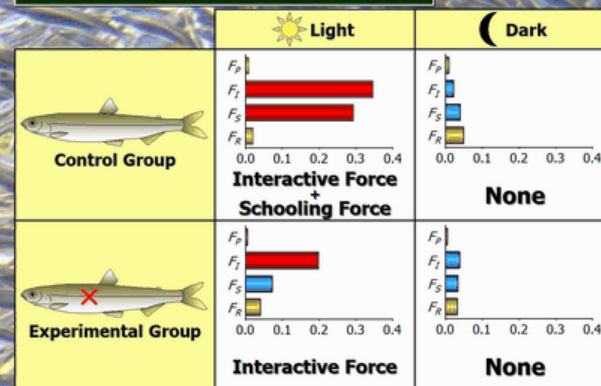 Light
Dark
Control Group
F_P
F_I
F_S
F_R
0.0 0.1 0.2 0.3 0.4
Interactive Force
+
Schooling Force
F_P
F_I
F_S
F_R
0.0 0.1 0.2 0.3 0.4
None
Experimental Group
F_P
F_I
F_S
F_R
0.0 0.1 0.2 0.3 0.4
Interactive Force
F_P
F_I
F_S
F_R
0.0 0.1 0.2 0.3 0.4
None